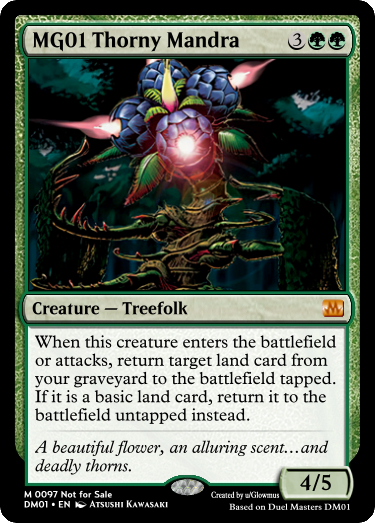 MG01 Thorny Mandra 3
Creature — Treefolk
When this creature enters the battlefield
or attacks, return target land card from
your graveyard to the battlefield tapped.
If it is a basic land card, return it to the
battlefield untapped instead.
A beautiful flower, an alluring scent…and
deadly thorns.
4/5
M 0097 Not for Sale
DM01 • EN Atsushi Kawasaki
Created by u/Glowmus
Based on Duel Masters DM01